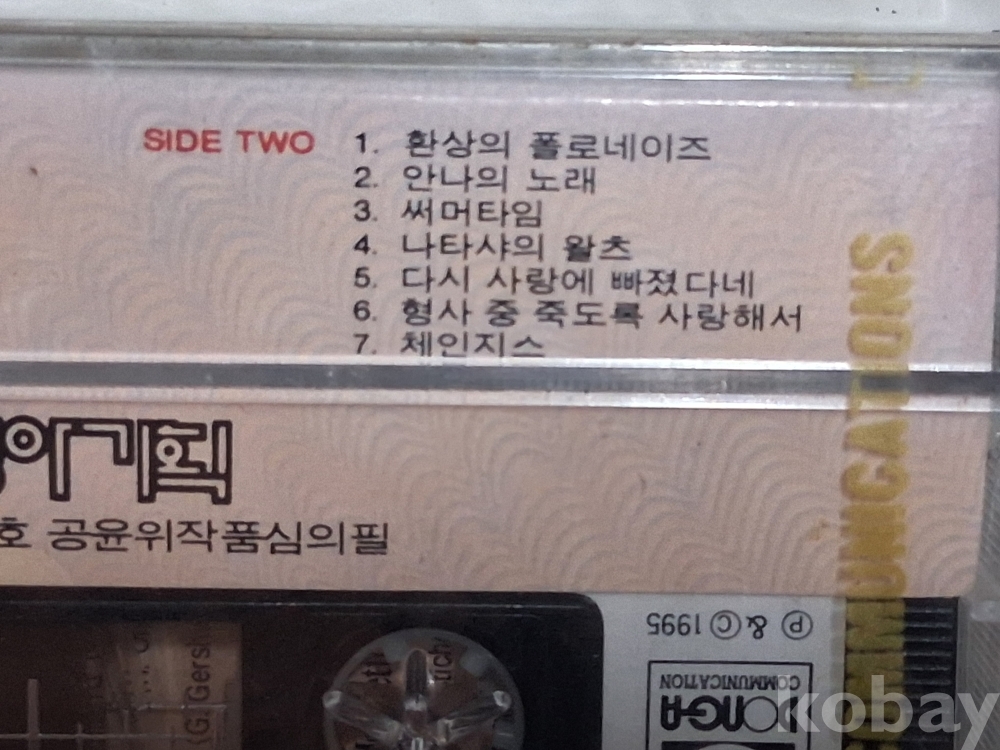 SIDE TWO
1. 환상의 폴로네이즈
2. 안나의 노래
3. 써머타임
4. 나타샤의 왈츠
5. 다시 사랑에 빠졌다네
6. 형사 중 죽도록 사랑해서
7. 체인지스
아기획
호 공윤위작품심의필
MMUNICATIONS
Ⓟ & Ⓒ 1995
DONG-A
COMMUNICATION
(G. Gersh
kobay